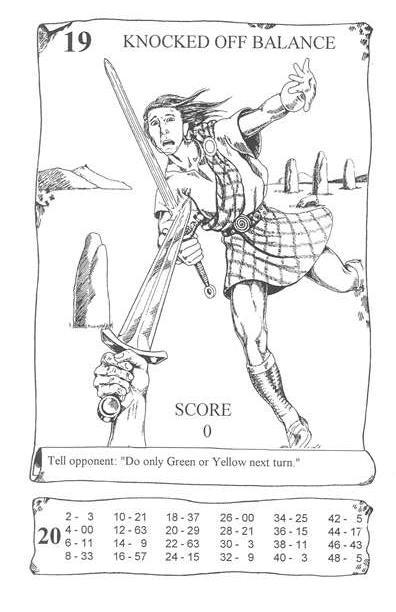 19 KNOCKED OFF BALANCE
SCORE
0
Tell opponent: "Do only Green or Yellow next turn."
20
2 - 3 10 - 21 18 - 37 26 - 00 34 - 25 42 - 5
4 - 00 12 - 63 20 - 29 28 - 21 36 - 15 44 - 17
6 - 11 14 - 9 22 - 63 30 - 3 38 - 11 46 - 43
8 - 33 16 - 57 24 - 15 32 - 9 40 - 3 48 - 5